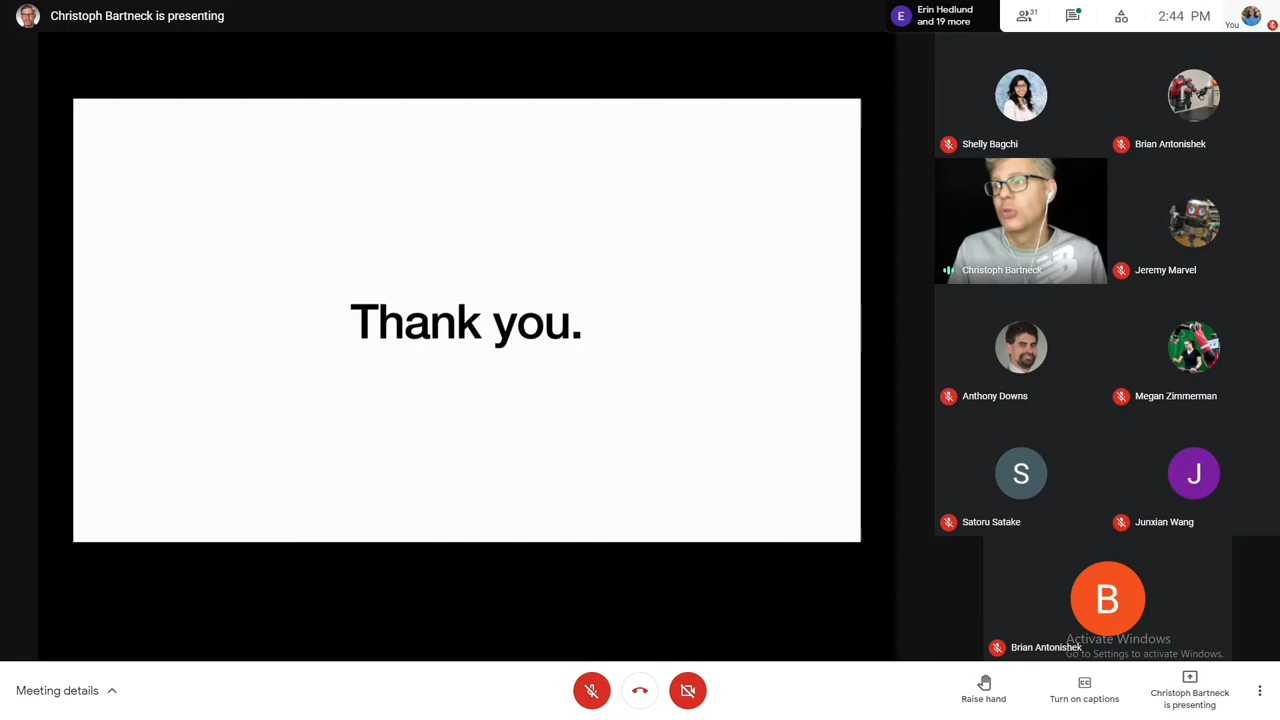 Christoph Bartneck is presenting
Erin Hedlund
and 19 more
31
2:44 PM
You
Shelly Bagchi
Brian Antonishek
Christoph Bartneck
Jeremy Marvel
Thank you.
Anthony Downs
Megan Zimmerman
S
J
Satoru Satake
Junxian Wang
B
Brian Antonishek
Activate Windows
Go to Settings to activate Windows.
Meeting details
Raise hand
Turn on captions
Christoph Bartneck
is presenting
E
CC